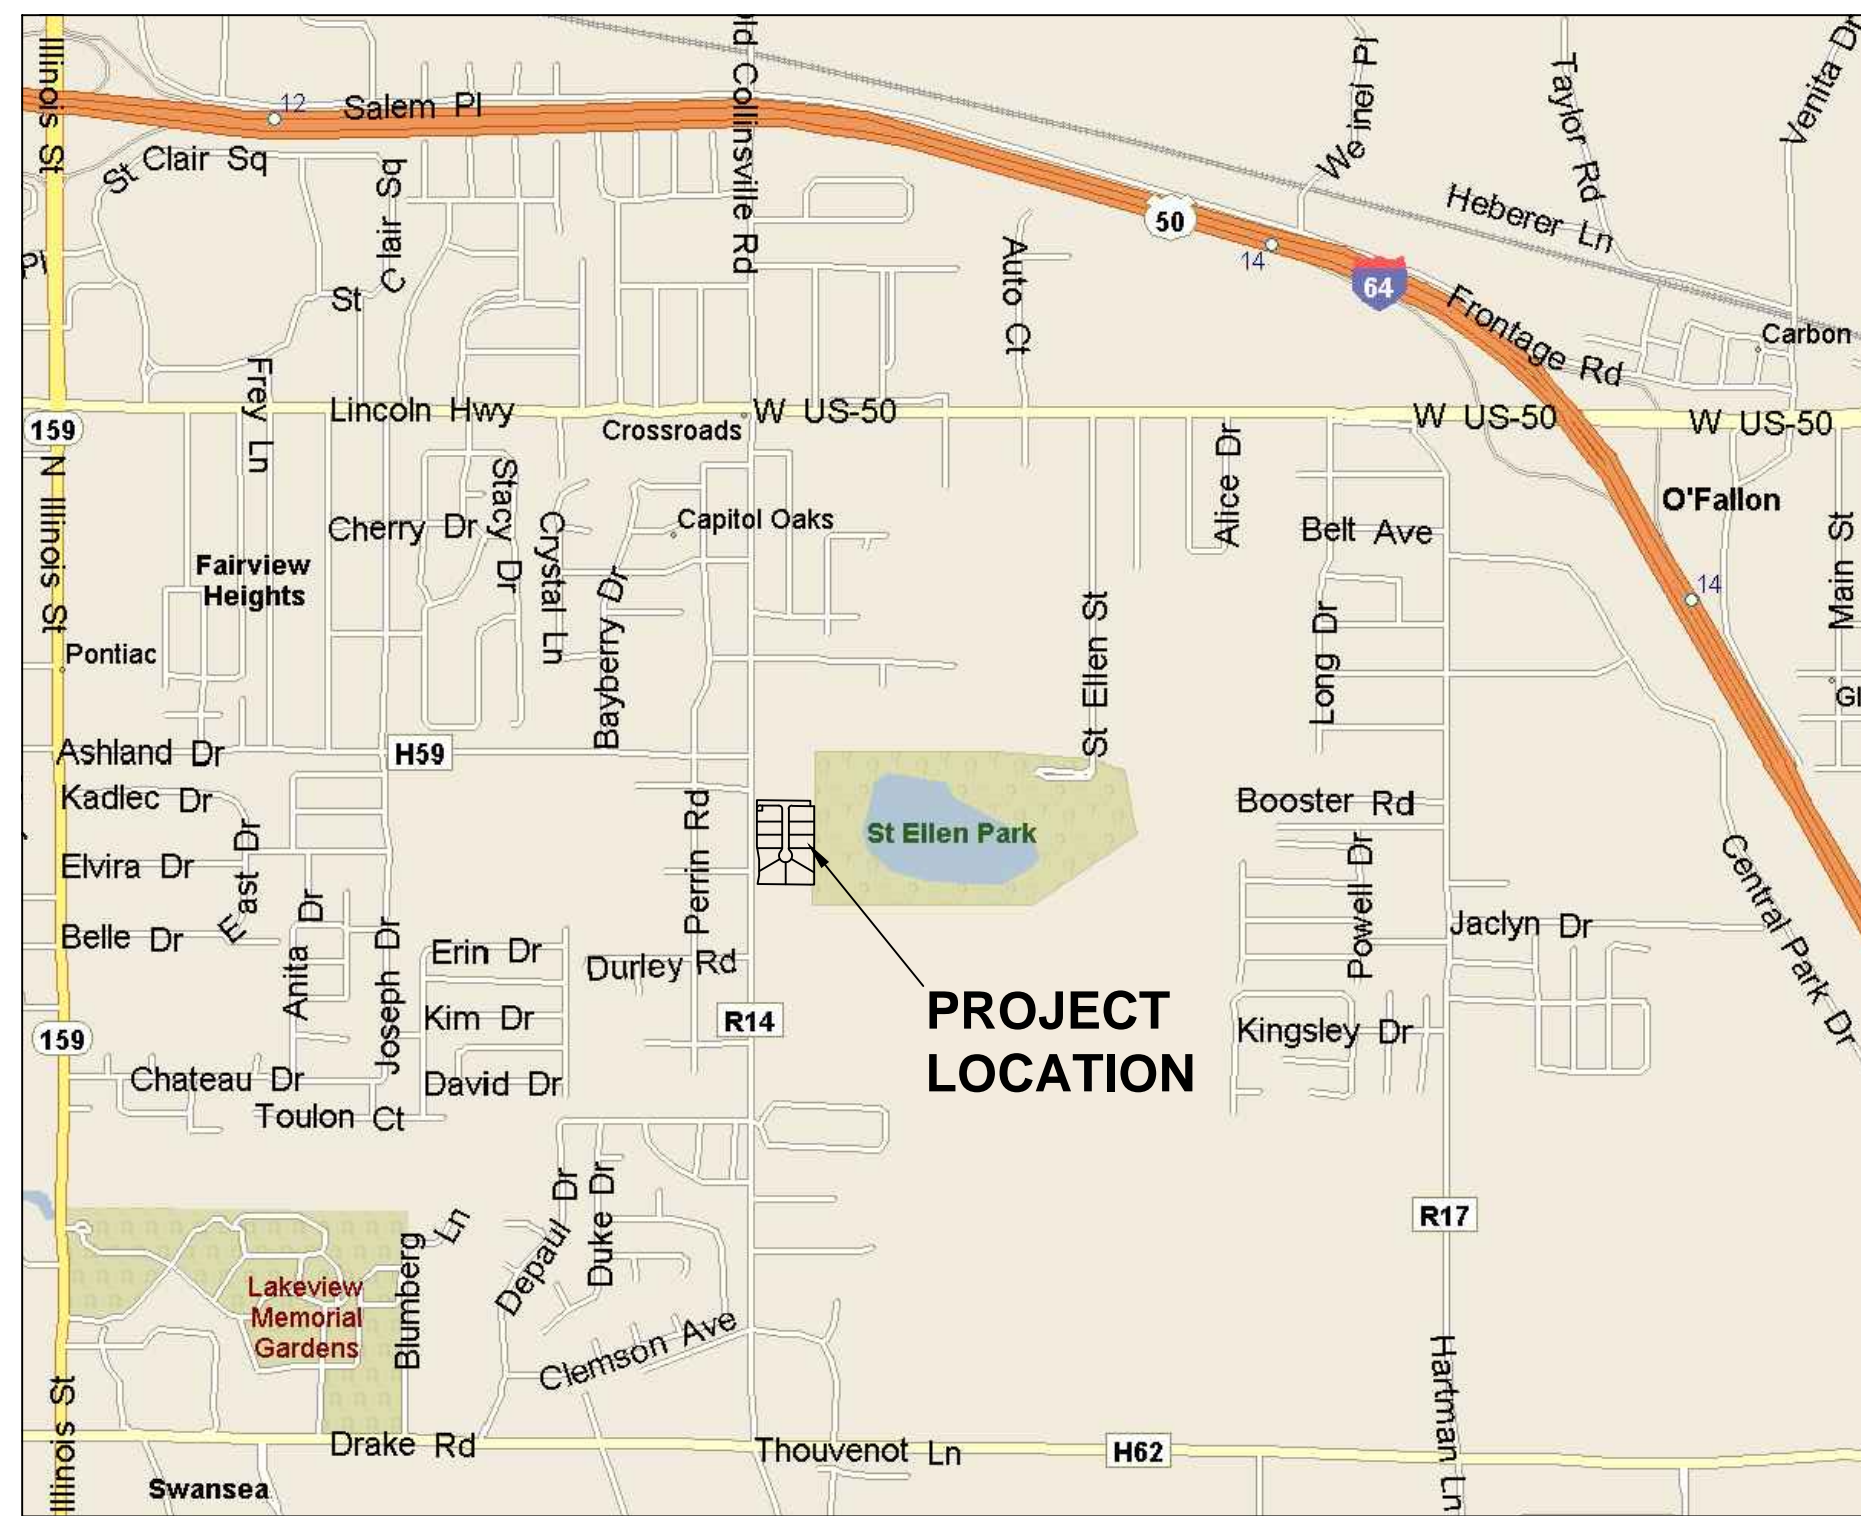 Illinois St
12
Salem Pl
Old Collinsville Rd
Weinei Pl
Taylor Rd
Venita Dr
St Clair Sq
St Clair Sq
Pl
50
14
Heberer Ln
64
Auto Ct
Frontage Rd
Carbon
Frey Ln
Lincoln Hwy
Crossroads
W US-50
W US-50
W US-50
159
N Illinois St
Stacy Dr
Alice Dr
O'Fallon
Cherry Dr
Crystal Ln
Capitol Oaks
Belt Ave
Main St
Fairview
Heights
Bayberry Dr
14
St Ellen St
Long Dr
Pontiac
Gl
Ashland Dr
H59
Kadlec Dr
East Dr
Perrin Rd
St Ellen Park
Booster Rd
Powell Dr
Central Park Dr
Elvira Dr
Anita Dr
Belle Dr
Joseph Dr
Erin Dr
Durley Rd
Jaclyn Dr
PROJECT
LOCATION
159
Kim Dr
R14
Kingsley Dr
Chateau Dr
David Dr
Toulon Ct
Depaul Dr
Duke Dr
R17
Blumberg Ln
Lakeview
Memorial
Gardens
Clemson Ave
Hartman Ln
Illinois St
Drake Rd
Thouvenot Ln
H62
Swansea